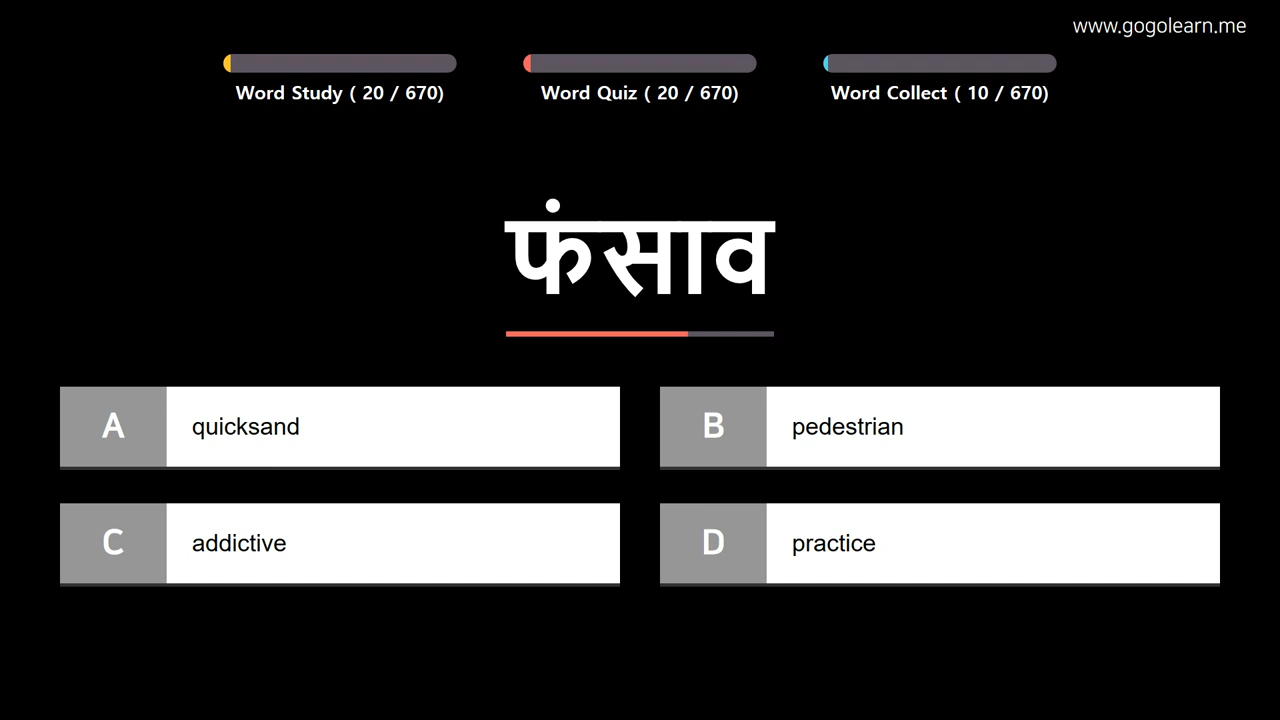 www.gogolearn.me
Word Study ( 20 / 670)
Word Quiz ( 20 / 670)
Word Collect ( 10 / 670)
फंसाव
A quicksand
B pedestrian
C addictive
D practice